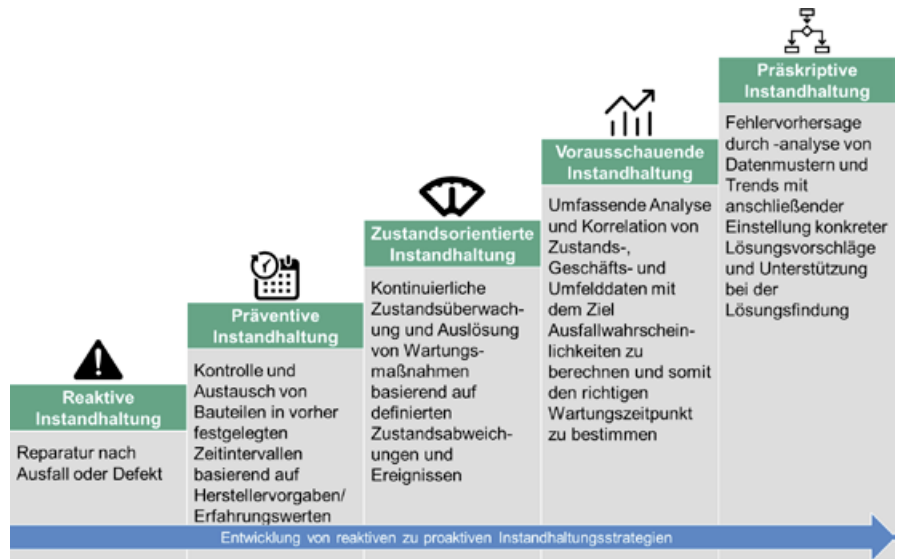 Reaktive
Instandhaltung
Reparatur nach
Ausfall oder Defekt
Präventive
Instandhaltung
Kontrolle und
Austausch von
Bauteilen in vorher
festgelegten
Zeitintervallen
basierend auf
Herstellervorgaben/
Erfahrungswerten
Zustandsorientierte
Instandhaltung
Kontinuierliche
Zustandsüberwach-
ung und Auslösung
von Wartungs-
maßnahmen
basierend auf
definierten
Zustandsabweich-
ungen und
Ereignissen
Vorausschauende
Instandhaltung
Umfassende Analyse
und Korrelation von
Zustands-,
Geschäfts- und
Umfelddaten mit
dem Ziel
Ausfallwahrschein-
lichkeiten zu
berechnen und somit
den richtigen
Wartungszeitpunkt
zu bestimmen
Präskriptive
Instandhaltung
Fehlervorhersage
durch -analyse von
Datenmustern und
Trends mit
anschließender
Einstellung konkreter
Lösungsvorschläge
und Unterstützung
bei der
Lösungsfindung
Entwicklung von reaktiven zu proaktiven Instandhaltungsstrategien